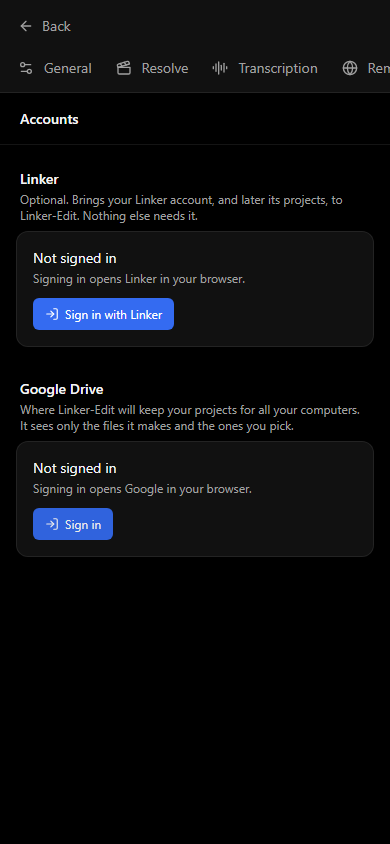 Back
General Resolve Transcription Rem
Accounts
Linker
Optional. Brings your Linker account, and later its projects, to
Linker-Edit. Nothing else needs it.
Not signed in
Signing in opens Linker in your browser.
Sign in with Linker
Google Drive
Where Linker-Edit will keep your projects for all your computers.
It sees only the files it makes and the ones you pick.
Not signed in
Signing in opens Google in your browser.
Sign in